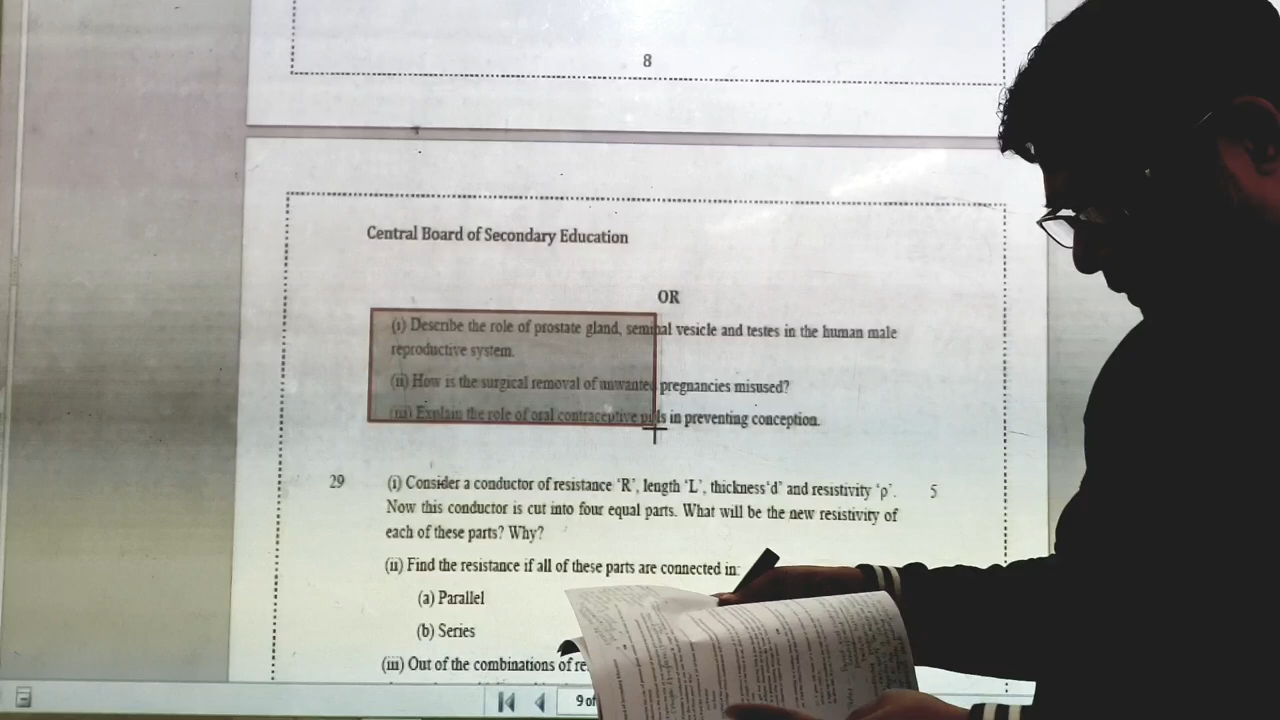 8
Central Board of Secondary Education
OR
(i) Describe the role of prostate gland, seminal vesicle and testes in the human male
reproductive system.
(ii) How is the surgical removal of unwanted pregnancies misused?
(iii) Explain the role of oral contraceptive pills in preventing conception.
29 (i) Consider a conductor of resistance 'R', length 'L', thickness'd' and resistivity 'ρ'. 5
Now this conductor is cut into four equal parts. What will be the new resistivity of
each of these parts? Why?
(ii) Find the resistance if all of these parts are connected in:
(a) Parallel
(b) Series
(iii) Out of the combinations of re
9 of